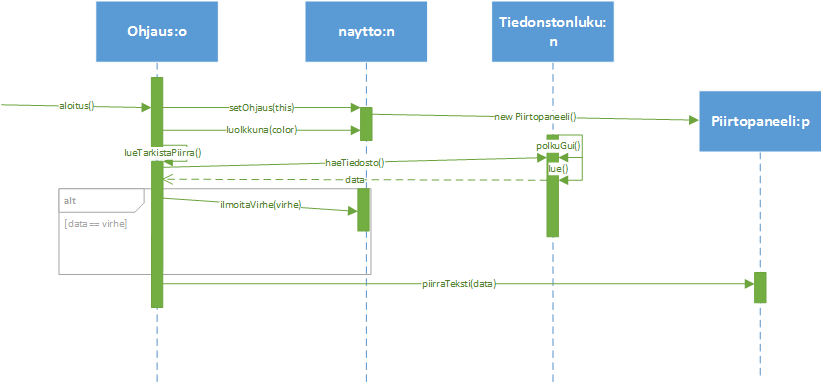 Ohjaus:o
naytto:n
Tiedonstonluku:
n
Piirtopaneeli:p
aloitus()
setOhjaus(this)
new Piirtopaneeli()
luoIkkuna(color)
polkuGui()
lueTarkistaPiirra()
haeTiedosto()
lue()
data
alt
ilmoitaVirhe(virhe)
[data== virhe]
piirraTeksti(data)